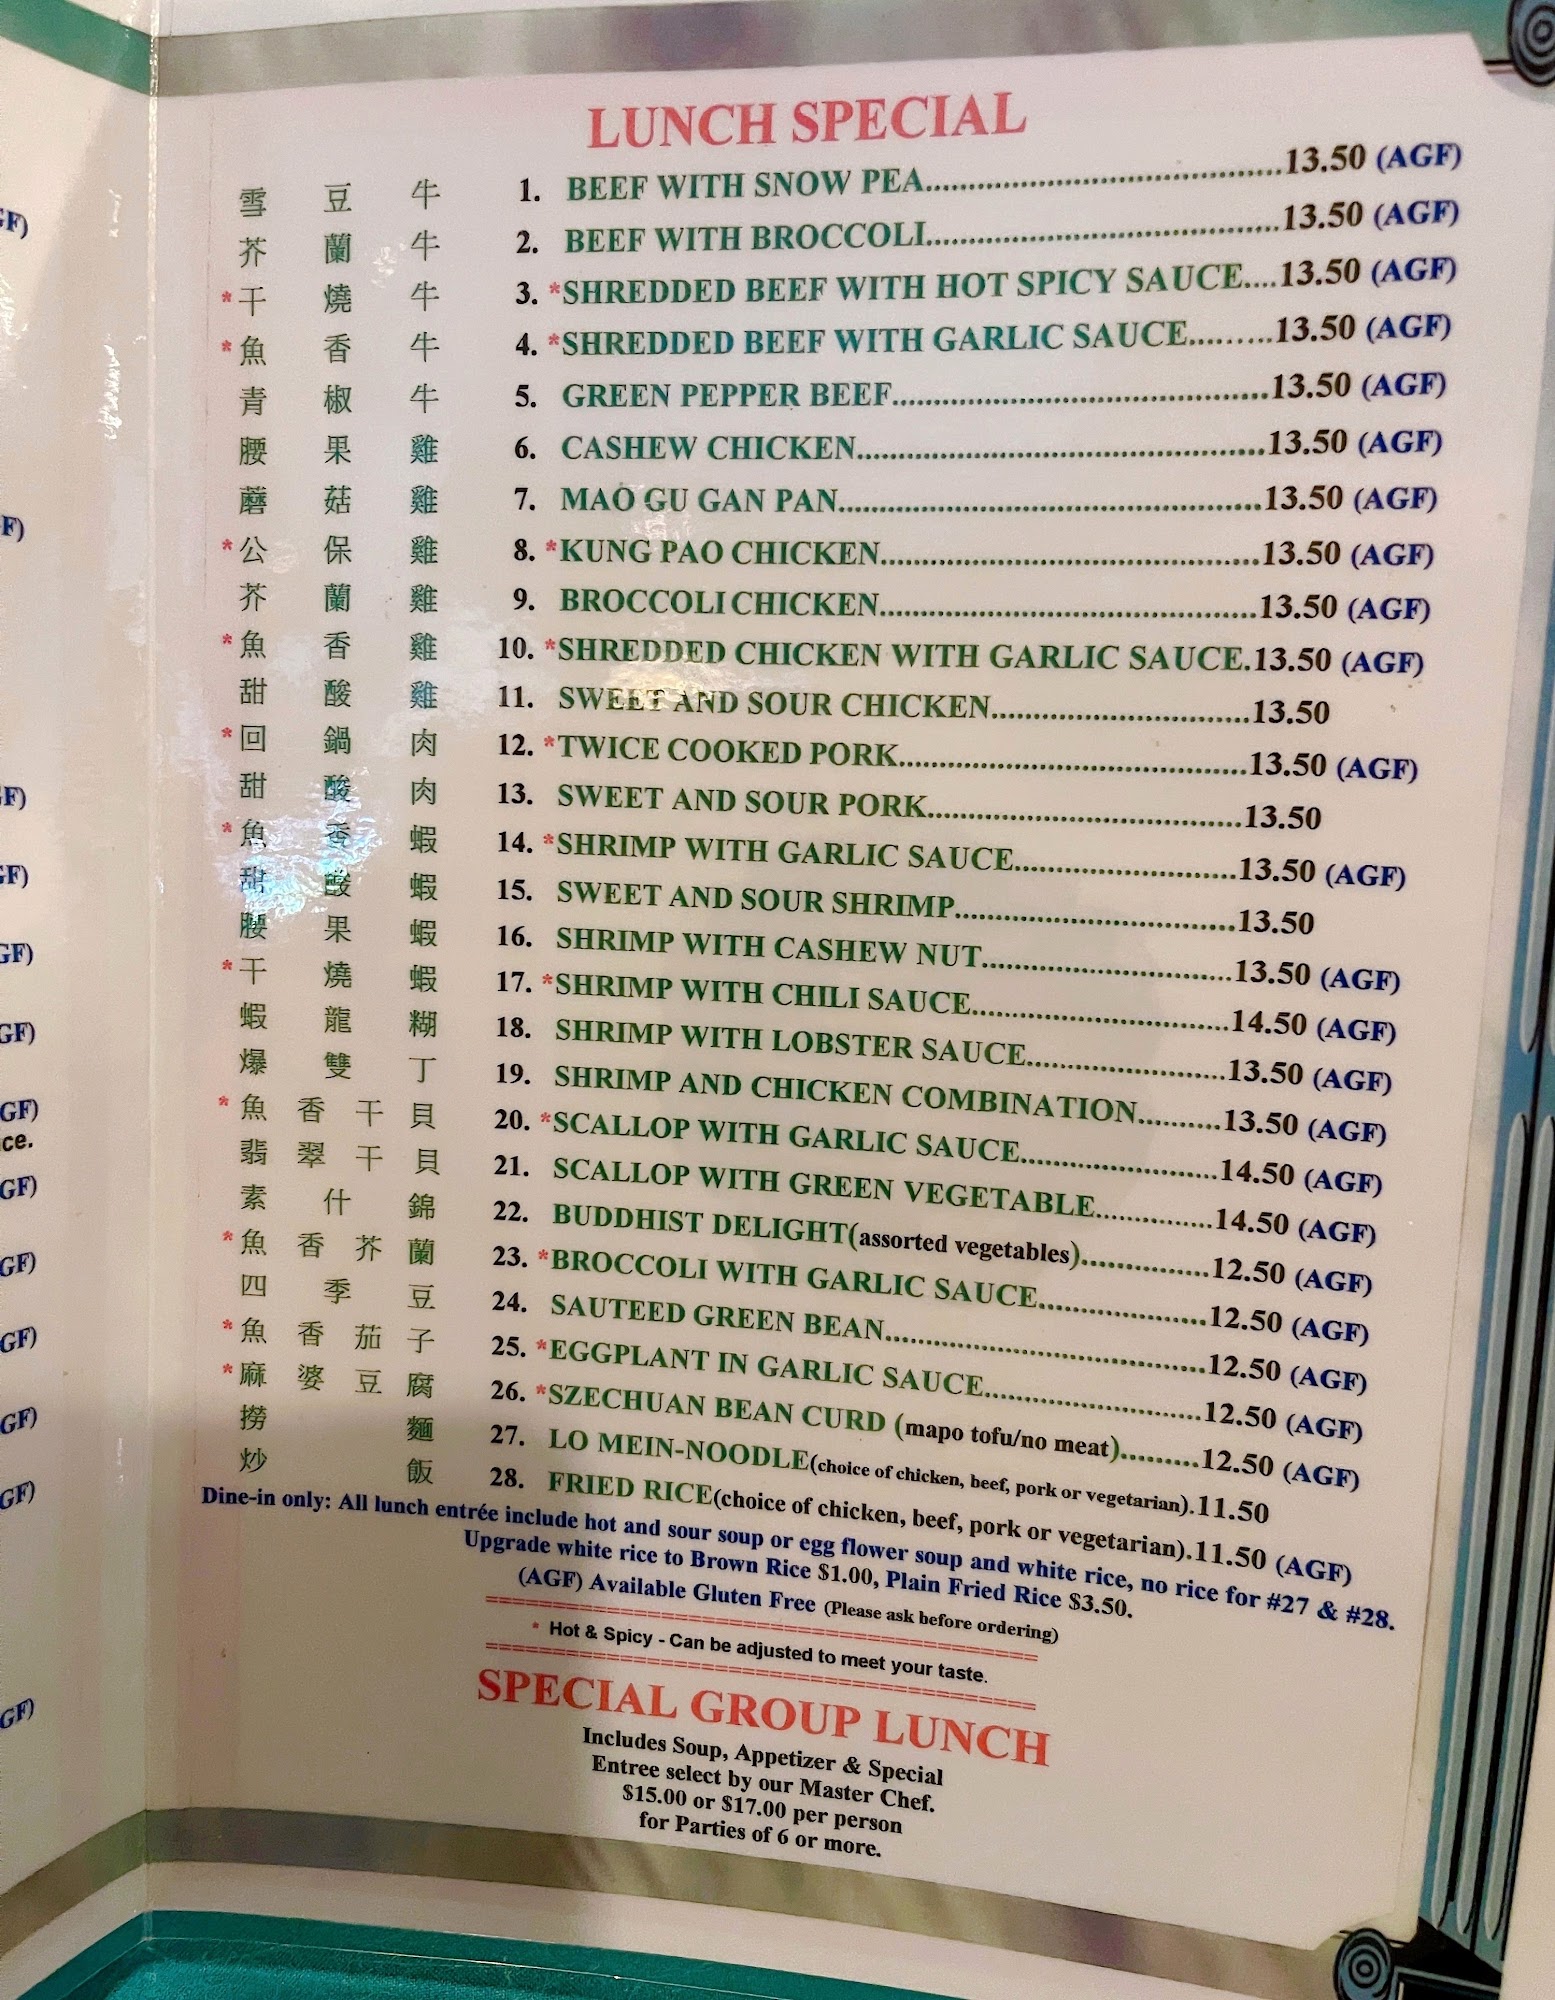 LUNCH SPECIAL
雪豆牛 1. BEEF WITH SNOW PEA 13.50 (AGF)
芥蘭牛 2. BEEF WITH BROCCOLI 13.50 (AGF)
*干燒牛 3. *SHREDDED BEEF WITH HOT SPICY SAUCE 13.50 (AGF)
*魚香牛 4. *SHREDDED BEEF WITH GARLIC SAUCE 13.50 (AGF)
青椒牛 5. GREEN PEPPER BEEF 13.50 (AGF)
腰果雞 6. CASHEW CHICKEN 13.50 (AGF)
蘑菇雞 7. MAO GU GAN PAN 13.50 (AGF)
*公保雞 8. *KUNG PAO CHICKEN 13.50 (AGF)
芥蘭雞 9. BROCCOLI CHICKEN 13.50 (AGF)
*魚香雞 10. *SHREDDED CHICKEN WITH GARLIC SAUCE 13.50 (AGF)
甜酸雞 11. SWEET AND SOUR CHICKEN 13.50
*回鍋肉 12. *TWICE COOKED PORK 13.50 (AGF)
甜酸肉 13. SWEET AND SOUR PORK 13.50
*魚香蝦 14. *SHRIMP WITH GARLIC SAUCE 13.50 (AGF)
甜酸蝦 15. SWEET AND SOUR SHRIMP 13.50
腰果蝦 16. SHRIMP WITH CASHEW NUT 13.50 (AGF)
*干燒蝦 17. *SHRIMP WITH CHILI SAUCE 14.50 (AGF)
蝦龍糊 18. SHRIMP WITH LOBSTER SAUCE 13.50 (AGF)
爆雙丁 19. SHRIMP AND CHICKEN COMBINATION 13.50 (AGF)
*魚香干貝 20. *SCALLOP WITH GARLIC SAUCE 14.50 (AGF)
翡翠干貝 21. SCALLOP WITH GREEN VEGETABLE 14.50 (AGF)
素什錦 22. BUDDHIST DELIGHT(assorted vegetables) 12.50 (AGF)
*魚香芥蘭 23. *BROCCOLI WITH GARLIC SAUCE 12.50 (AGF)
四季豆 24. SAUTEED GREEN BEAN 12.50 (AGF)
*魚香茄子 25. *EGGPLANT IN GARLIC SAUCE 12.50 (AGF)
*麻婆豆腐 26. *SZECHUAN BEAN CURD (mapo tofu/no meat) 12.50 (AGF)
撈麵 27. LO MEIN-NOODLE(choice of chicken, beef, pork or vegetarian) 11.50
炒飯 28. FRIED RICE(choice of chicken, beef, pork or vegetarian) 11.50 (AGF)
Dine-in only: All lunch entrée include hot and sour soup or egg flower soup and white rice, no rice for #27 & #28.
Upgrade white rice to Brown Rice $1.00, Plain Fried Rice $3.50.
(AGF) Available Gluten Free (Please ask before ordering)
* Hot & Spicy - Can be adjusted to meet your taste.
SPECIAL GROUP LUNCH
Includes Soup, Appetizer & Special
Entree select by our Master Chef.
$15.00 or $17.00 per person
for Parties of 6 or more.